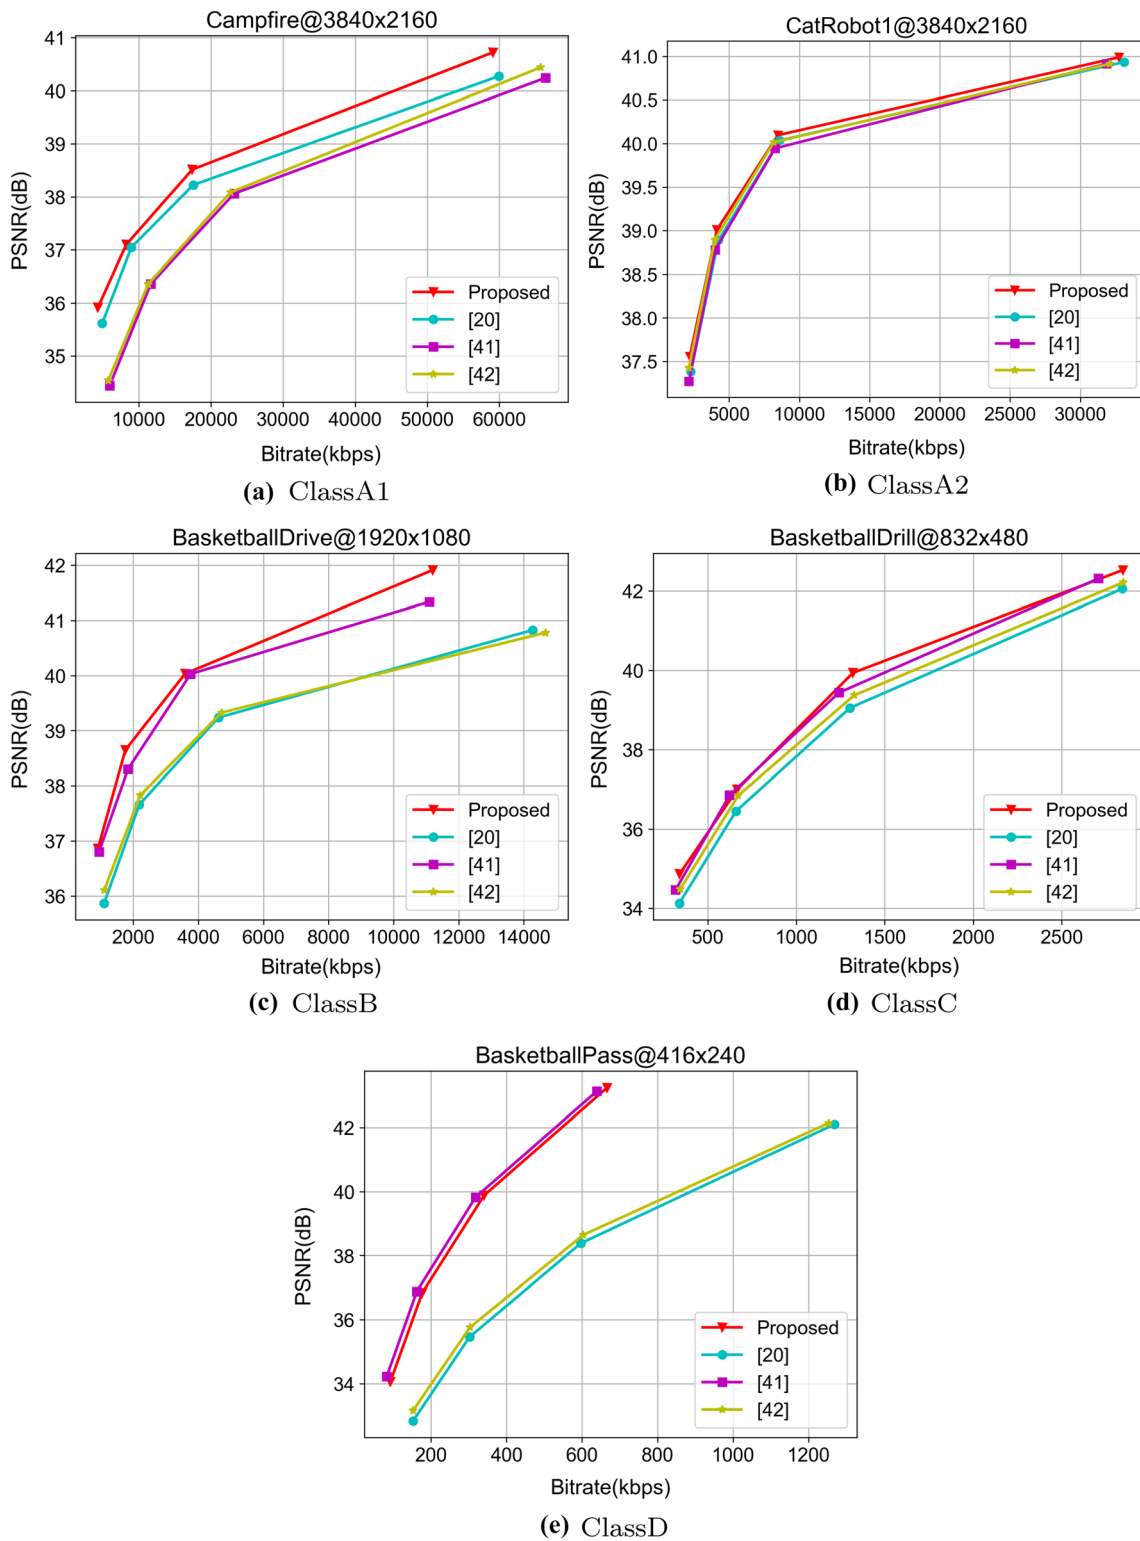 Campfire@3840x2160
41
40
39
38
37
36
35
PSNR(dB)
Proposed
[20]
[41]
[42]
10000 20000 30000 40000 50000 60000
Bitrate(kbps)
(a) ClassA1
CatRobot1@3840x2160
41.0
40.5
40.0
39.5
39.0
38.5
38.0
37.5
PSNR(dB)
Proposed
[20]
[41]
[42]
5000 10000 15000 20000 25000 30000
Bitrate(kbps)
(b) ClassA2
BasketballDrive@1920x1080
42
41
40
39
38
37
36
PSNR(dB)
Proposed
[20]
[41]
[42]
2000 4000 6000 8000 10000 12000 14000
Bitrate(kbps)
(c) ClassB
BasketballDrill@832x480
42
40
38
36
34
PSNR(dB)
Proposed
[20]
[41]
[42]
500 1000 1500 2000 2500
Bitrate(kbps)
(d) ClassC
BasketballPass@416x240
42
40
38
36
34
PSNR(dB)
Proposed
[20]
[41]
[42]
200 400 600 800 1000 1200
Bitrate(kbps)
(e) ClassD